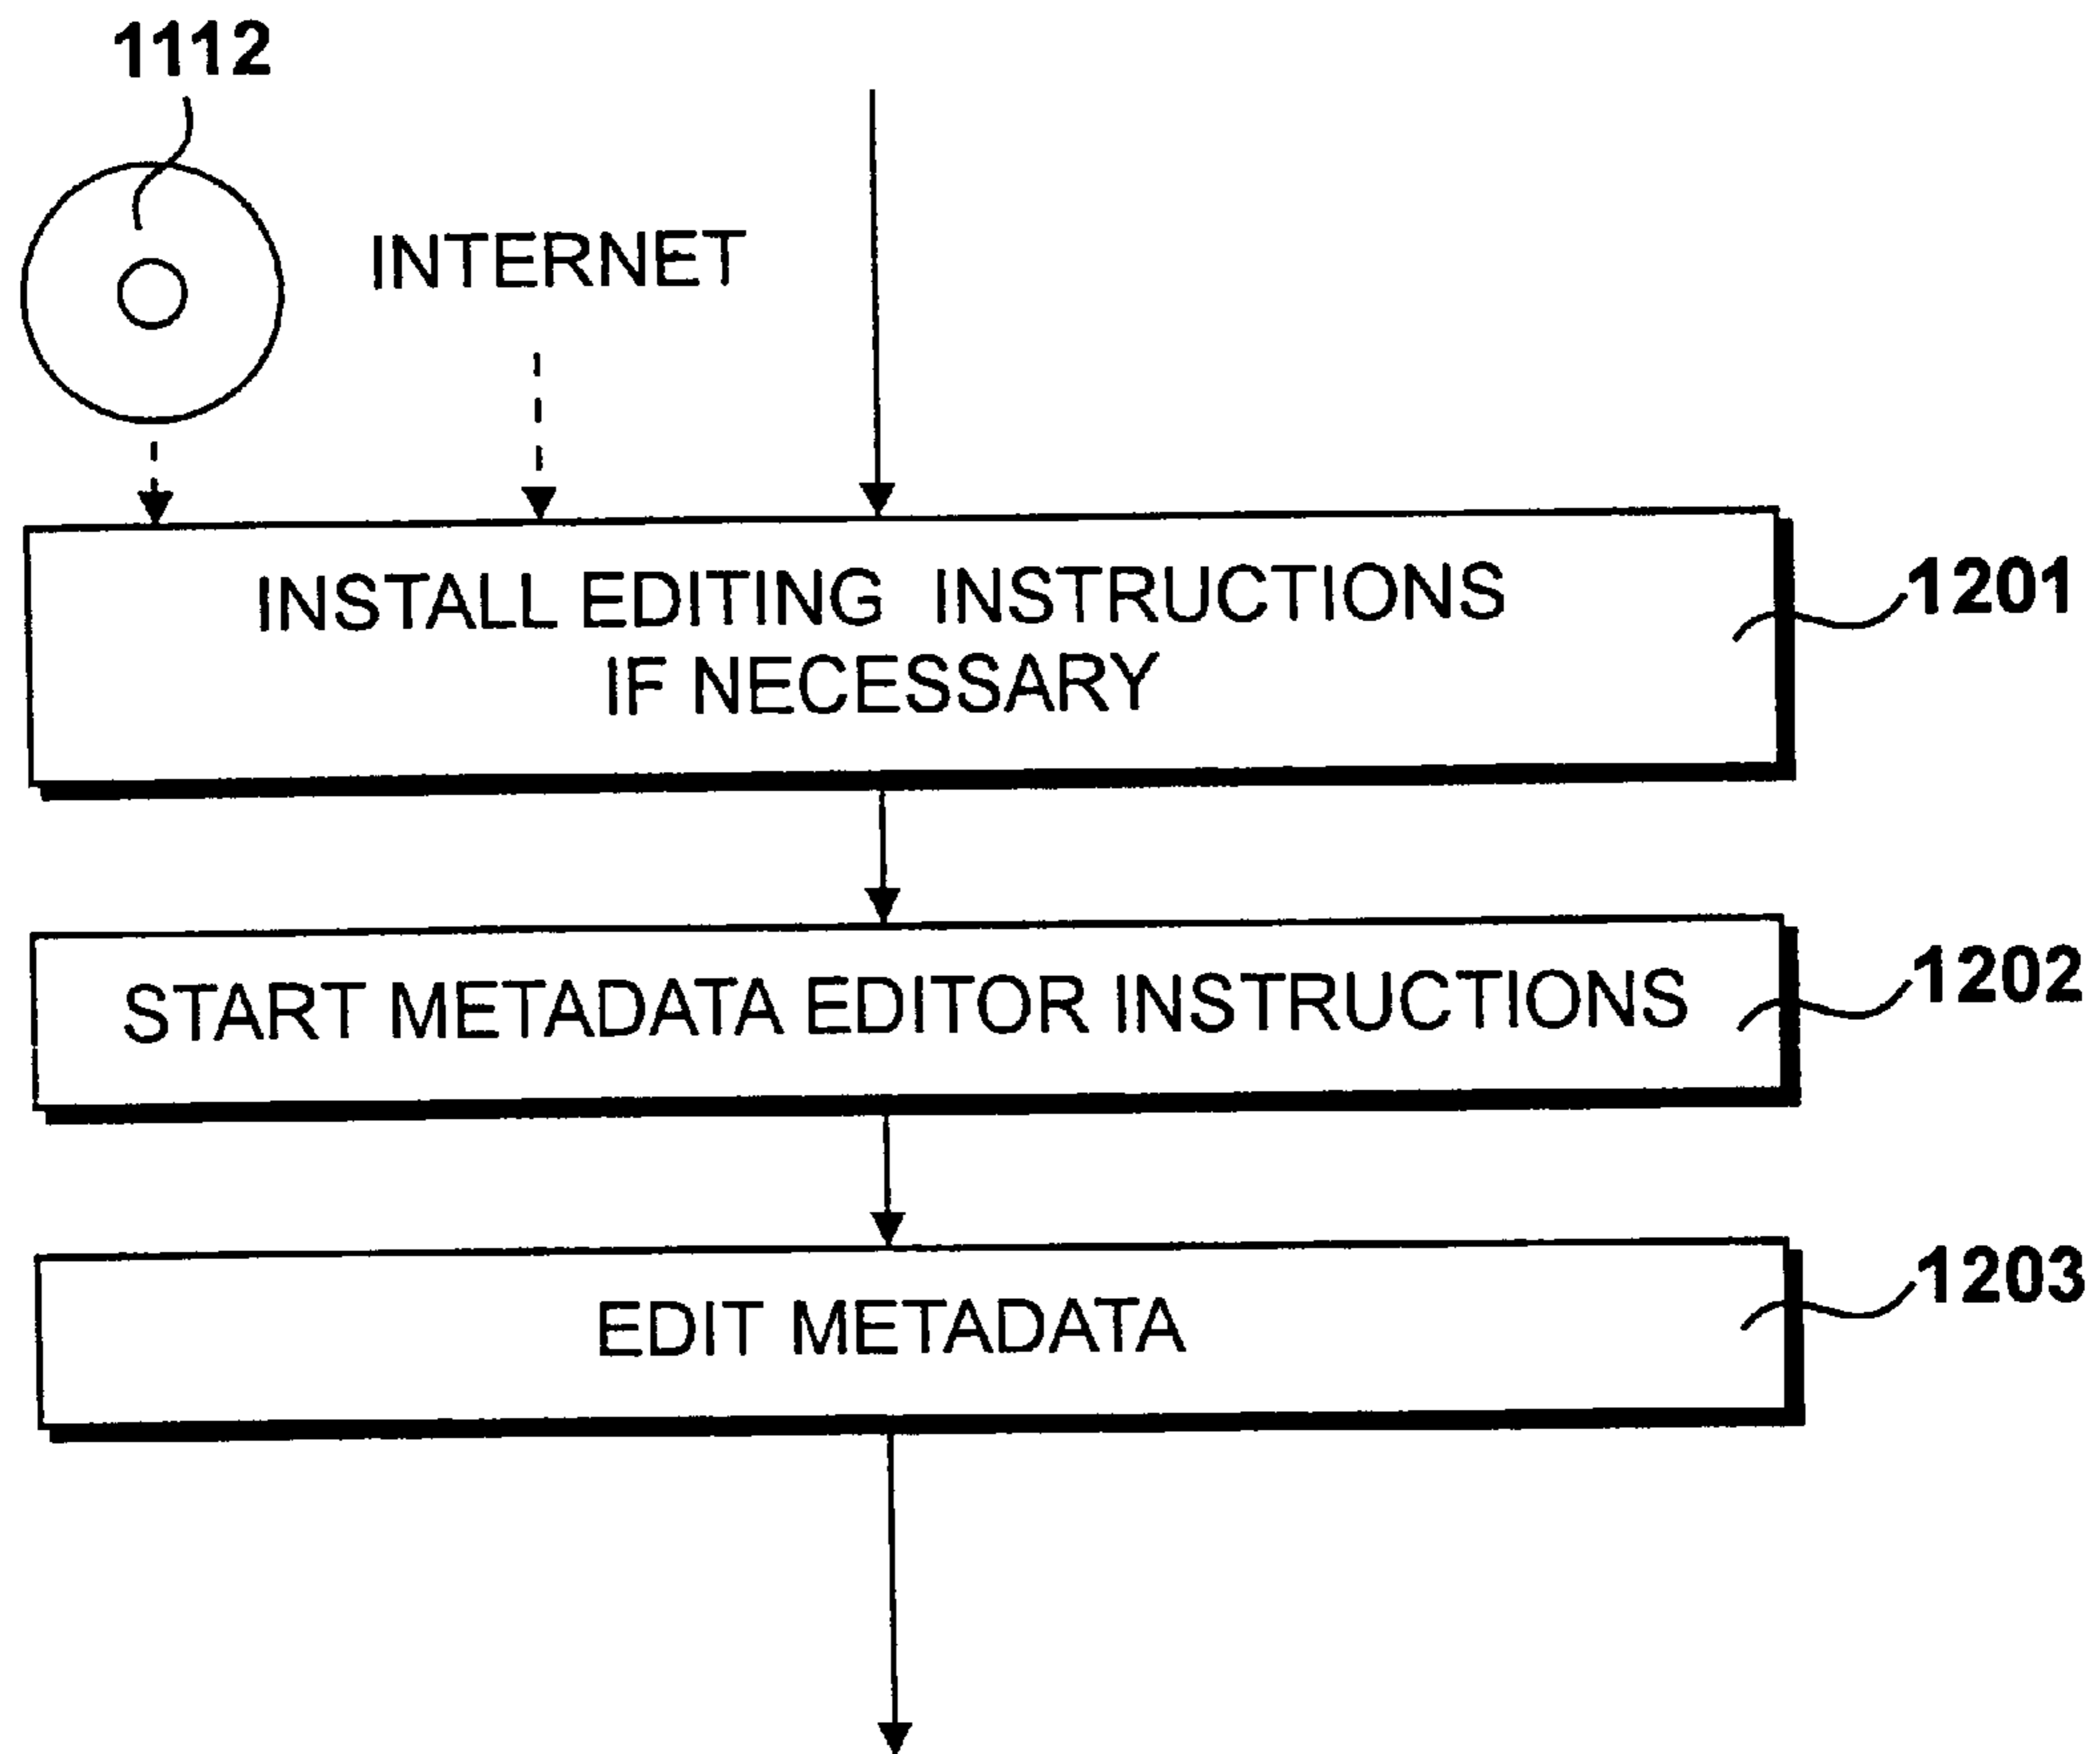 1112
INTERNET
INSTALL EDITING INSTRUCTIONS
IF NECESSARY
1201
START METADATA EDITOR INSTRUCTIONS
1202
EDIT METADATA
1203